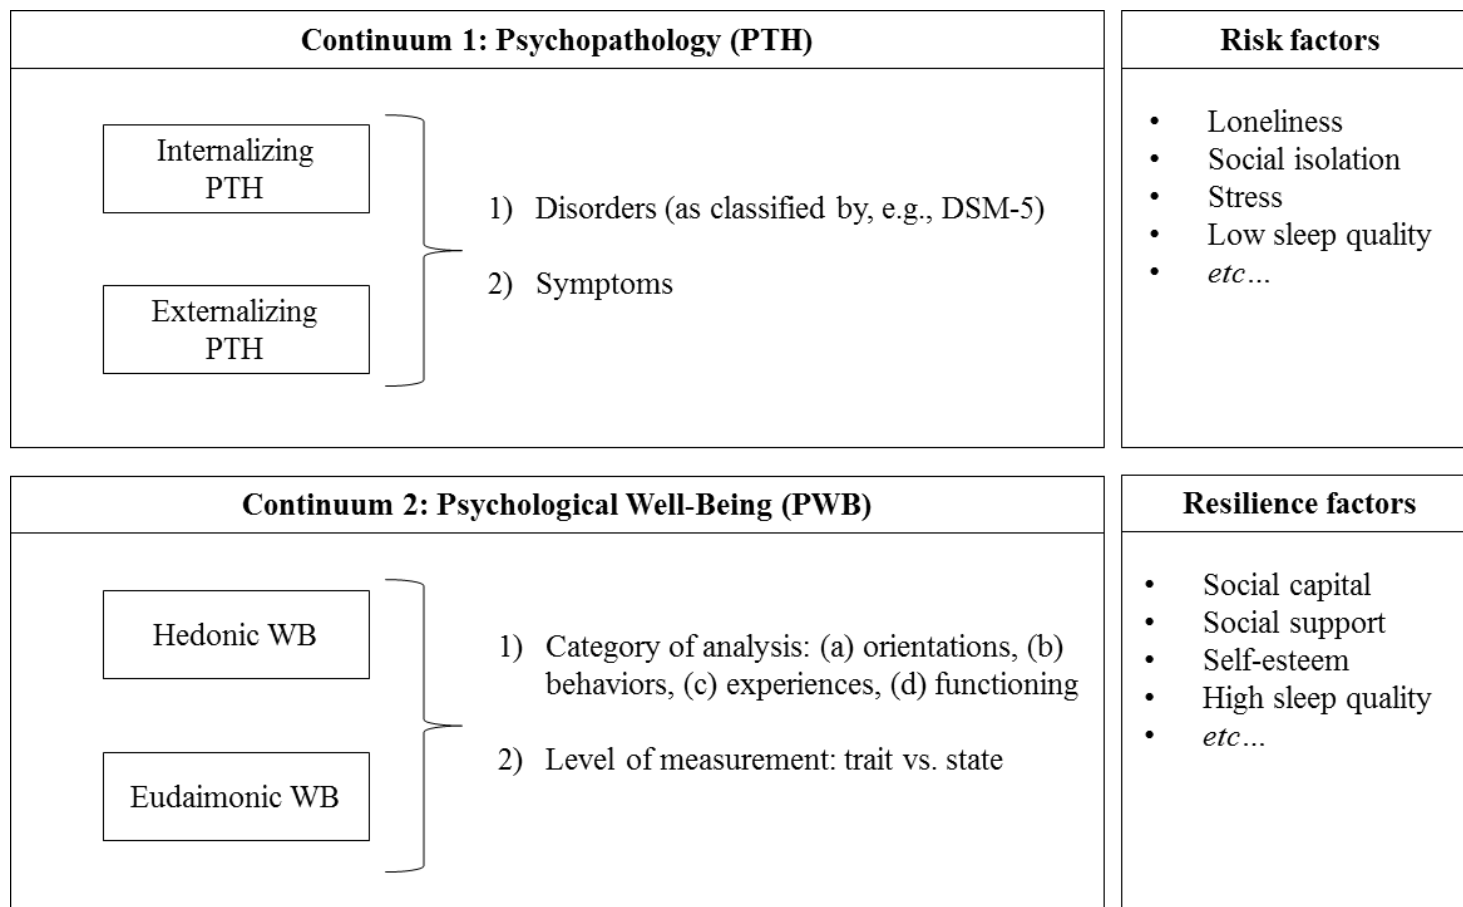 Continuum 1: Psychopathology (PTH)
Internalizing
PTH
Externalizing
PTH
1) Disorders (as classified by, e.g., DSM-5)
2) Symptoms
Risk factors
• Loneliness
• Social isolation
• Stress
• Low sleep quality
• etc…
Continuum 2: Psychological Well-Being (PWB)
Hedonic WB
Eudaimonic WB
1) Category of analysis: (a) orientations, (b)
behaviors, (c) experiences, (d) functioning
2) Level of measurement: trait vs. state
Resilience factors
• Social capital
• Social support
• Self-esteem
• High sleep quality
• etc…